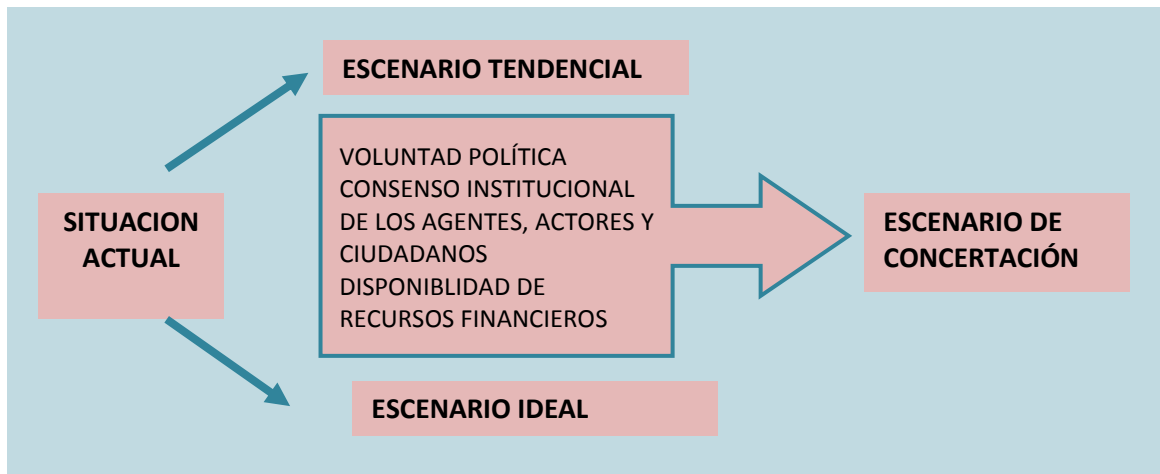 ESCENARIO TENDENCIAL
VOLUNTAD POLÍTICA
CONSENSO INSTITUCIONAL
DE LOS AGENTES, ACTORES Y
CIUDADANOS
DISPONIBLIDAD DE
RECURSOS FINANCIEROS
SITUACION
ACTUAL
ESCENARIO DE
CONCERTACIÓN
ESCENARIO IDEAL